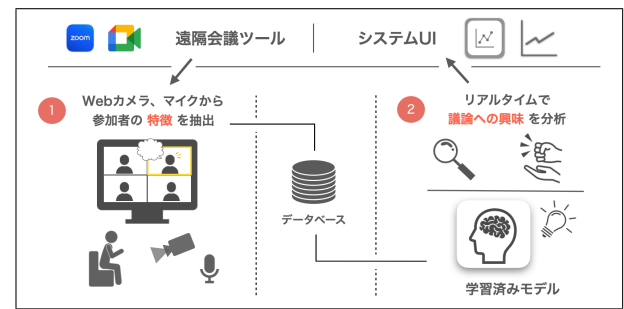 zoom
遠隔会議ツール
システムUI
1
Webカメラ、マイクから
参加者の 特徴 を抽出
2
リアルタイムで
議論への興味 を分析
データベース
学習済みモデル